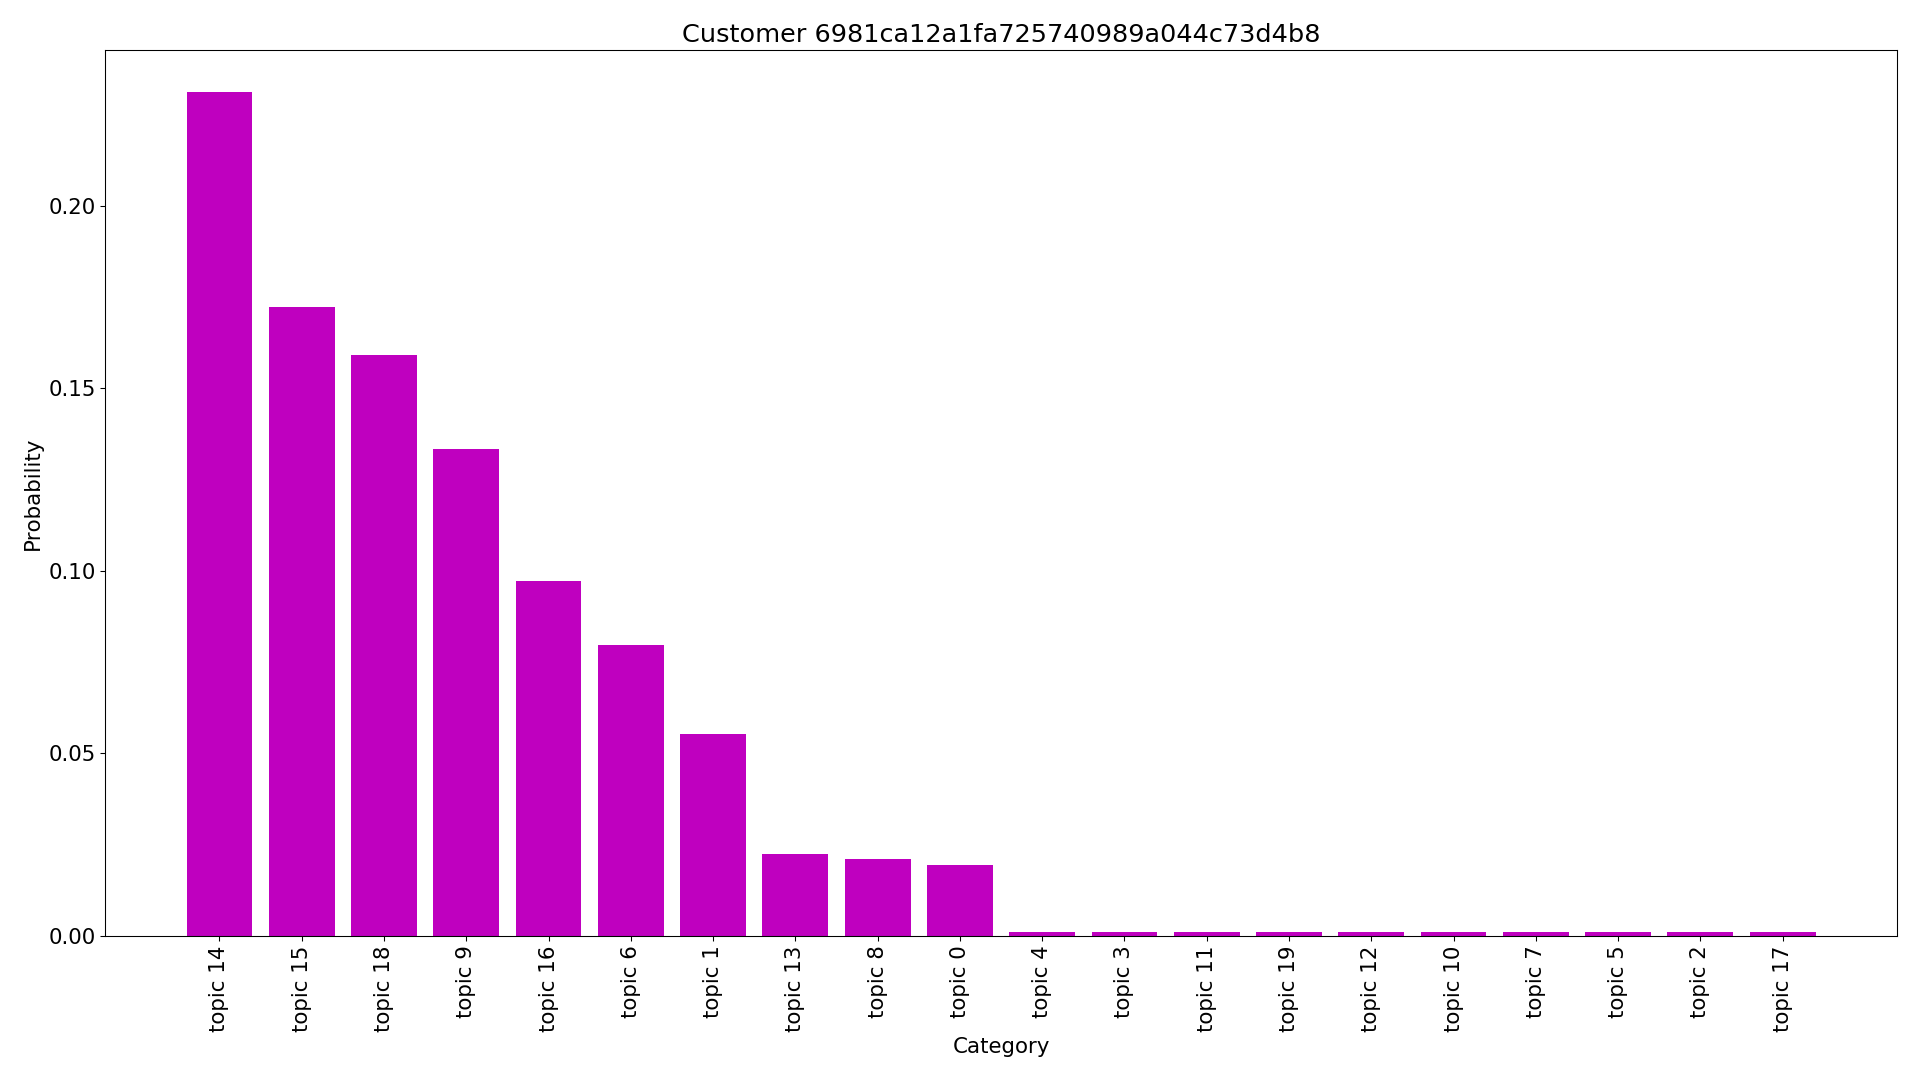 Customer 6981ca12a1fa725740989a044c73d4b8
Probability
0.20
0.15
0.10
0.05
0.00
topic 14
topic 15
topic 18
topic 9
topic 16
topic 6
topic 1
topic 13
topic 8
topic 0
topic 4
topic 3
topic 11
topic 19
topic 12
topic 10
topic 7
topic 5
topic 2
topic 17
Category